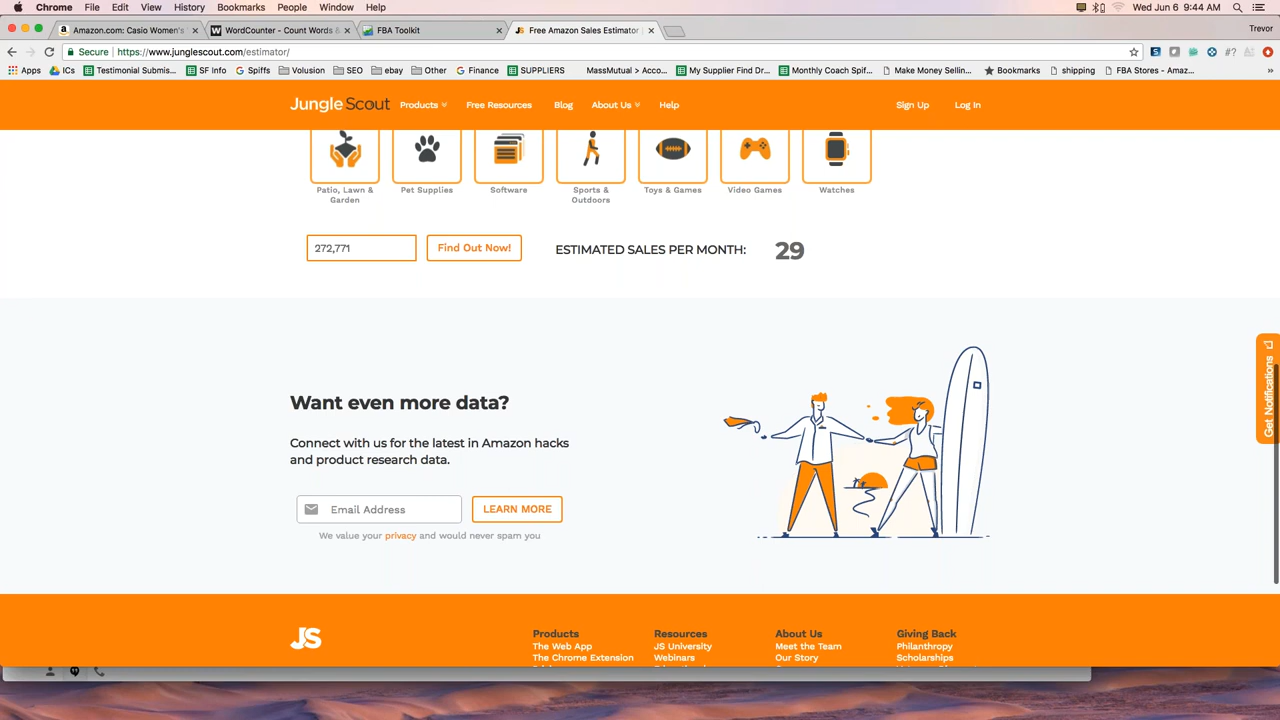 Chrome File Edit View History Bookmarks People Window Help Wed Jun 6 9:44 AM
Amazon.com: Casio Women's WordCounter - Count Words & FBA Toolkit Free Amazon Sales Estimator Trevor
Secure https://www.junglescout.com/estimator/ #?
Apps ICs Testimonial Submis... SF Info Spiffs Volusion SEO ebay Other Finance SUPPLIERS MassMutual > Acco... My Supplier Find Dr... Monthly Coach Spif... Make Money Sellin... Bookmarks shipping FBA Stores - Amaz... »
Jungle Scout Products Free Resources Blog About Us Help Sign Up Log In
Patio, Lawn & Garden
Pet Supplies
Software
Sports & Outdoors
Toys & Games
Video Games
Watches
272,771 Find Out Now! ESTIMATED SALES PER MONTH: 29
Get Notifications
Want even more data?
Connect with us for the latest in Amazon hacks
and product research data.
Email Address LEARN MORE
We value your privacy and would never spam you
JS
Products Resources About Us Giving Back
The Web App JS University Meet the Team Philanthropy
The Chrome Extension Webinars Our Story Scholarships